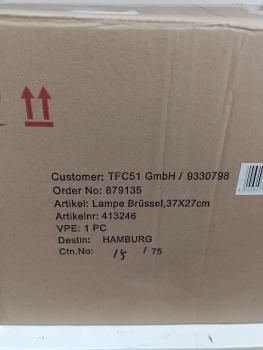 Customer: TFC51 GmbH / 9330798
Order No: 879135
Artikel: Lampe Brüssel,37X27cm
Artikelnr: 413246
VPE: 1 PC
Destin: HAMBURG
Ctn.No: 15 / 75